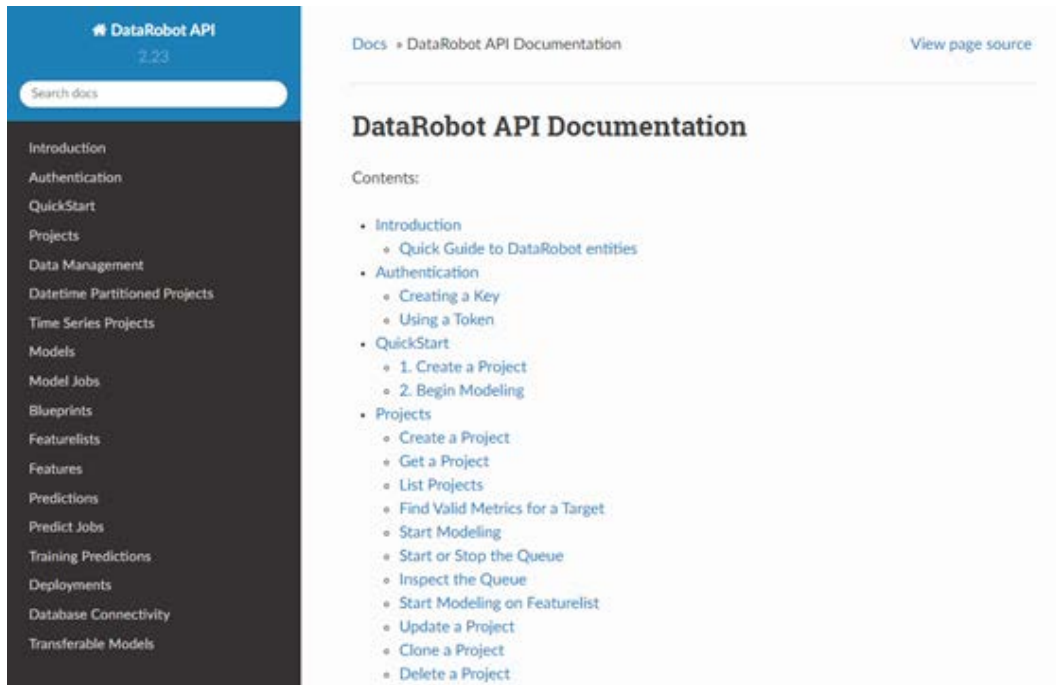 DataRobot API
2.23
Search docs
Introduction
Authentication
QuickStart
Projects
Data Management
Datetime Partitioned Projects
Time Series Projects
Models
Model Jobs
Blueprints
Featurelists
Features
Predictions
Predict Jobs
Training Predictions
Deployments
Database Connectivity
Transferable Models
Docs » DataRobot API Documentation
View page source
DataRobot API Documentation
Contents:
• Introduction
◦ Quick Guide to DataRobot entities
• Authentication
◦ Creating a Key
◦ Using a Token
• QuickStart
◦ 1. Create a Project
◦ 2. Begin Modeling
• Projects
◦ Create a Project
◦ Get a Project
◦ List Projects
◦ Find Valid Metrics for a Target
◦ Start Modeling
◦ Start or Stop the Queue
◦ Inspect the Queue
◦ Start Modeling on Featurelist
◦ Update a Project
◦ Clone a Project
◦ Delete a Project